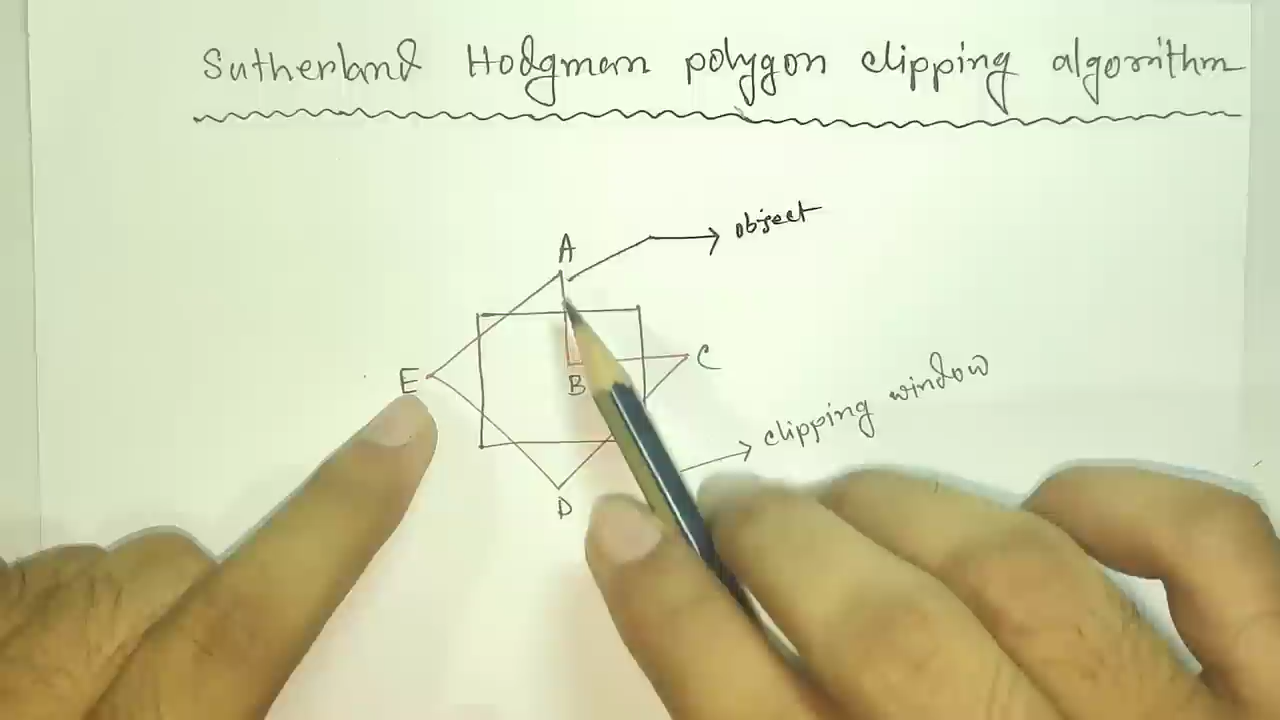 Sutherland Hodgman polygon clipping algorithm
A
object
E
B
C
clipping window
D